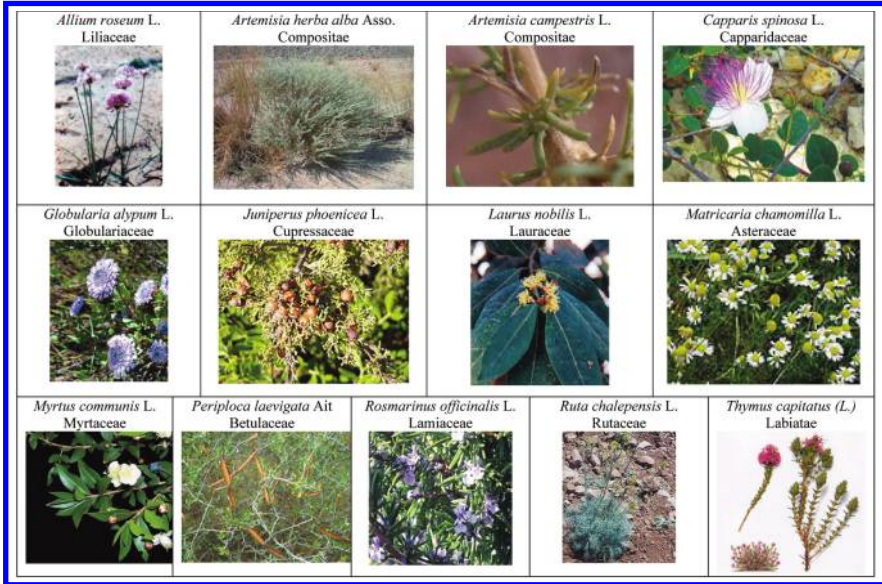 Allium roseum L.
Liliaceae
Artemisia herba alba Asso.
Compositae
Artemisia campestris L.
Compositae
Capparis spinosa L.
Capparidaceae
Globularia alypum L.
Globulariaceae
Juniperus phoenicea L.
Cupressaceae
Laurus nobilis L.
Lauraceae
Matricaria chamomilla L.
Asteraceae
Myrtus communis L.
Myrtaceae
Periploca laevigata Ait
Betulaceae
Rosmarinus officinalis L.
Lamiaceae
Ruta chalepensis L.
Rutaceae
Thymus capitatus (L.)
Labiatae